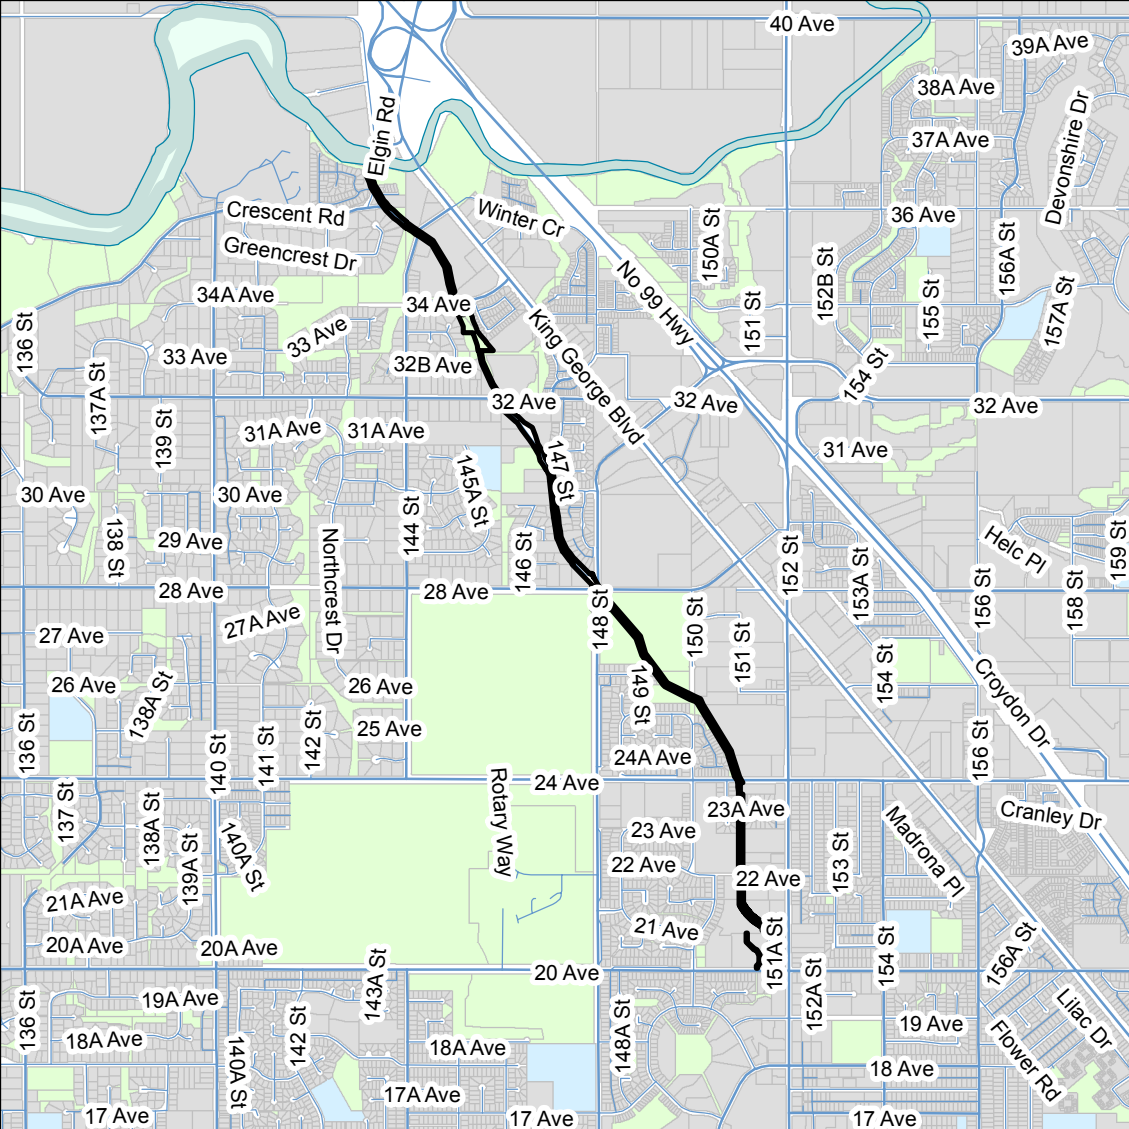 40 Ave
39A Ave
38A Ave
Elgin Rd
37A Ave
Devonshire Dr
Crescent Rd
Winter Cr
36 Ave
Greencrest Dr
150A St
152B St
156A St
34A Ave
34 Ave
No 99 Hwy
151 St
155 St
157A St
136 St
33 Ave
33 Ave
32B Ave
King George Blvd
154 St
137A St
32 Ave
32 Ave
32 Ave
139 St
31A Ave
31A Ave
31 Ave
147 St
145A St
30 Ave
30 Ave
144 St
138 St
29 Ave
Northcrest Dr
146 St
152 St
153A St
Helc Pl
159 St
28 Ave
28 Ave
148 St
156 St
158 St
27A Ave
27 Ave
150 St
151 St
26 Ave
138A St
26 Ave
149 St
154 St
Croydon Dr
136 St
140 St
141 St
142 St
25 Ave
24A Ave
156 St
24 Ave
137 St
138A St
139A St
140A St
Rotary Way
23A Ave
23 Ave
22 Ave
22 Ave
153 St
Madrona Pl
Cranley Dr
21A Ave
20A Ave
20A Ave
21 Ave
151A St
154 St
156A St
20 Ave
136 St
19A Ave
143A St
152A St
18A Ave
140A St
142 St
18A Ave
148A St
19 Ave
Lilac Dr
Flower Rd
18 Ave
17A Ave
17 Ave
17 Ave
17 Ave